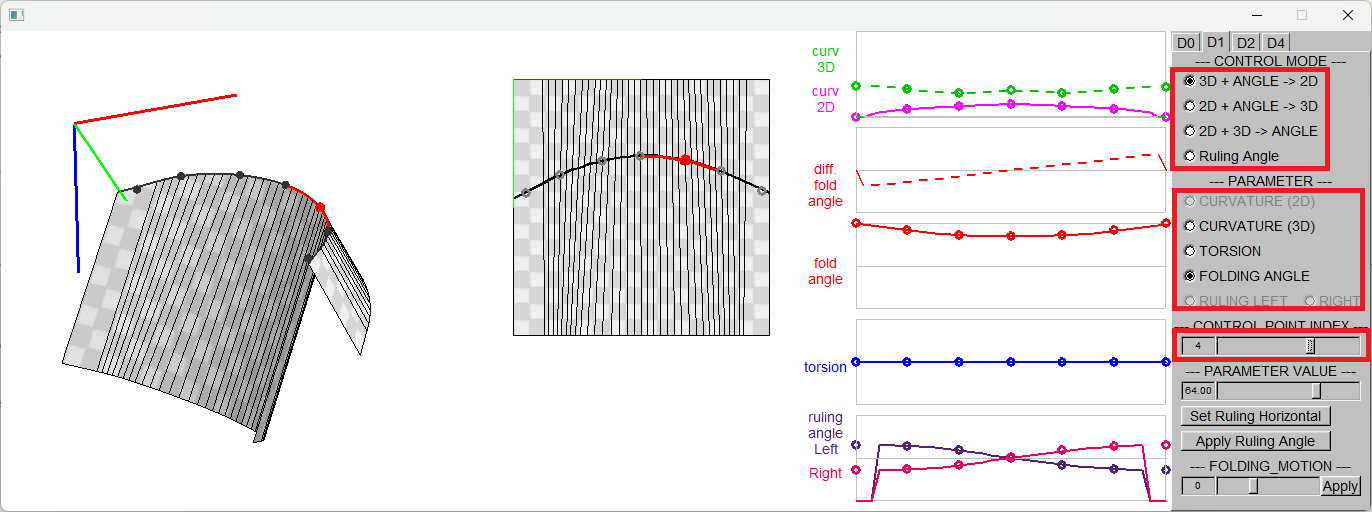 curv
3D
curv
2D
diff.
fold
angle
fold
angle
torsion
ruling
angle
Left
Right
D0 D1 D2 D4
--- CONTROL MODE ---
3D + ANGLE -> 2D
2D + ANGLE -> 3D
2D + 3D -> ANGLE
Ruling Angle
--- PARAMETER ---
CURVATURE (2D)
CURVATURE (3D)
TORSION
FOLDING ANGLE
RULING LEFT RIGHT
--- CONTROL POINT INDEX ---
4
--- PARAMETER VALUE ---
64.00
Set Ruling Horizontal
Apply Ruling Angle
--- FOLDING_MOTION ---
0 Apply